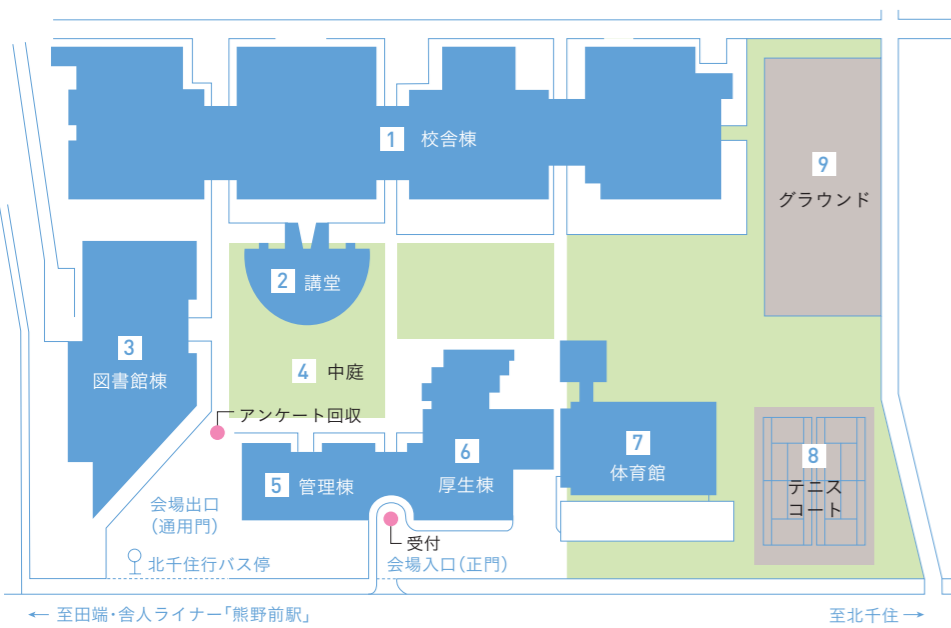 1 校舎棟
9
グラウンド
2 講堂
3
図書館棟
4 中庭
アンケート回収
5 管理棟
6
厚生棟
7
体育館
8
テニス
コート
会場出口
(通用門)
北千住行バス停
受付
会場入口(正門)
← 至田端・舎人ライナー「熊野前駅」
至北千住 →